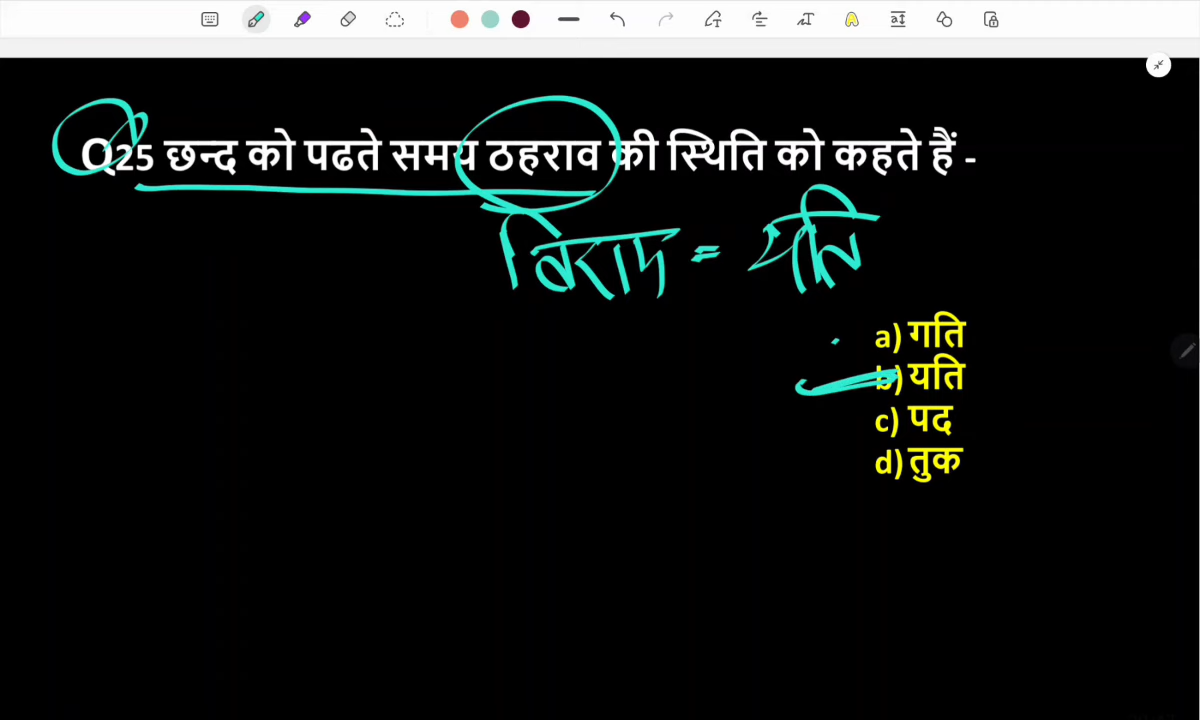 Q25 छन्द को पढते समय ठहराव की स्थिति को कहते हैं -
विराम = यति
a) गति
b) यति
c) पद
d) तुक